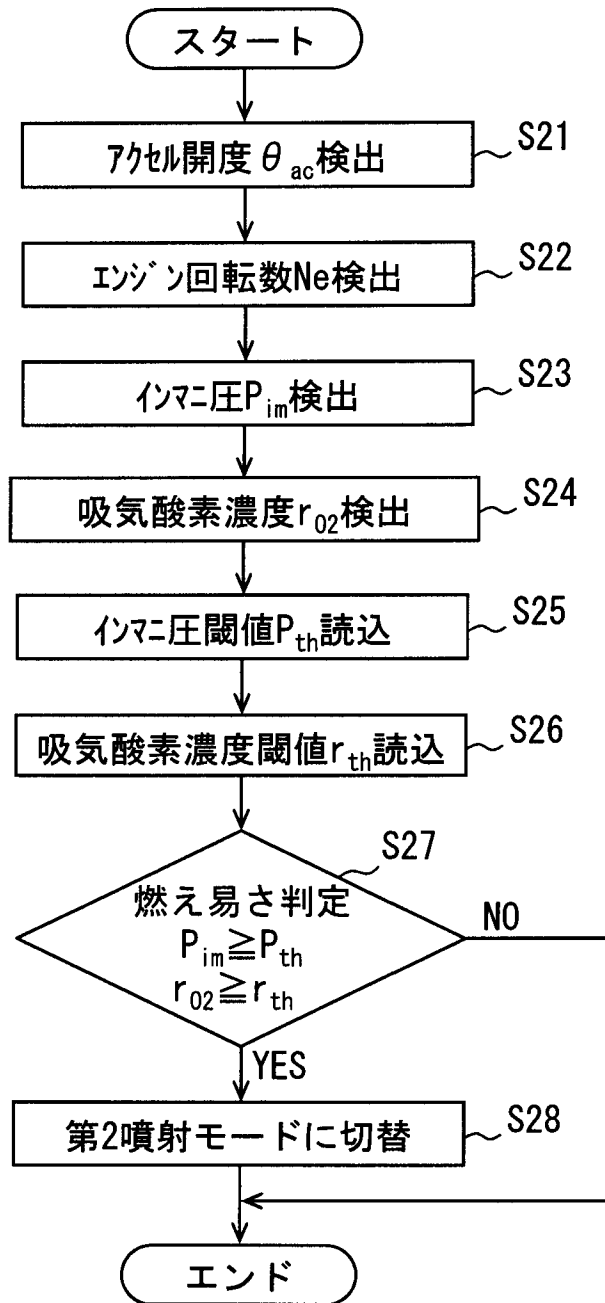 スタート
アクセル開度θac検出
S21
エンジン回転数Ne検出
S22
インマニ圧Pim検出
S23
吸気酸素濃度rO2検出
S24
インマニ圧閾値Pth読込
S25
吸気酸素濃度閾値rth読込
S26
S27
燃え易さ判定
Pim≧Pth
rO2≧rth
NO
YES
第2噴射モードに切替
S28
エンド